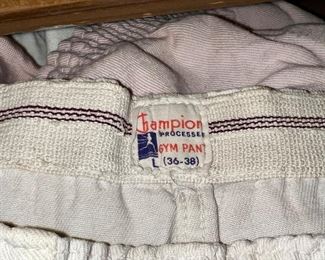 Champion
PROCESSED
GYM PANT
L (36-38)